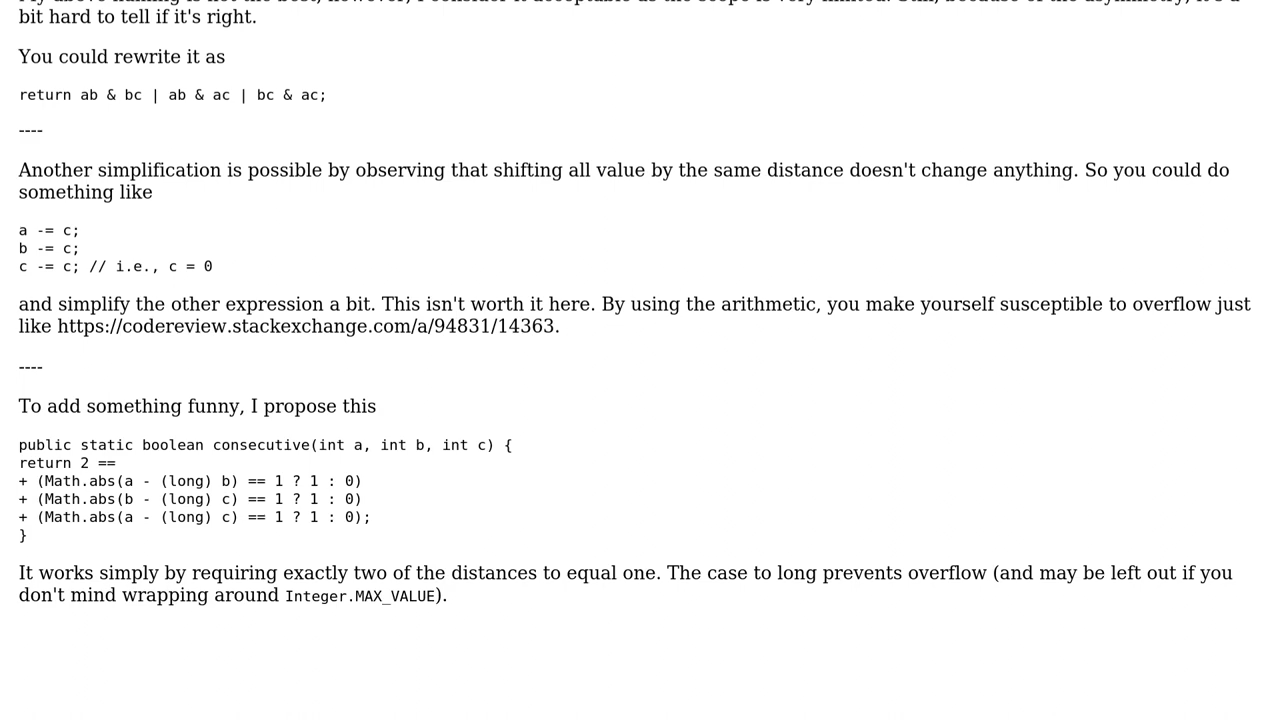 bit hard to tell if it's right.
You could rewrite it as
return ab & bc | ab & ac | bc & ac;
----
Another simplification is possible by observing that shifting all value by the same distance doesn't change anything. So you could do
something like
a -= c;
b -= c;
c -= c; // i.e., c = 0
and simplify the other expression a bit. This isn't worth it here. By using the arithmetic, you make yourself susceptible to overflow just
like https://codereview.stackexchange.com/a/94831/14363.
----
To add something funny, I propose this
public static boolean consecutive(int a, int b, int c) {
return 2 ==
+ (Math.abs(a - (long) b) == 1 ? 1 : 0)
+ (Math.abs(b - (long) c) == 1 ? 1 : 0)
+ (Math.abs(a - (long) c) == 1 ? 1 : 0);
}
It works simply by requiring exactly two of the distances to equal one. The case to long prevents overflow (and may be left out if you
don't mind wrapping around Integer.MAX_VALUE).